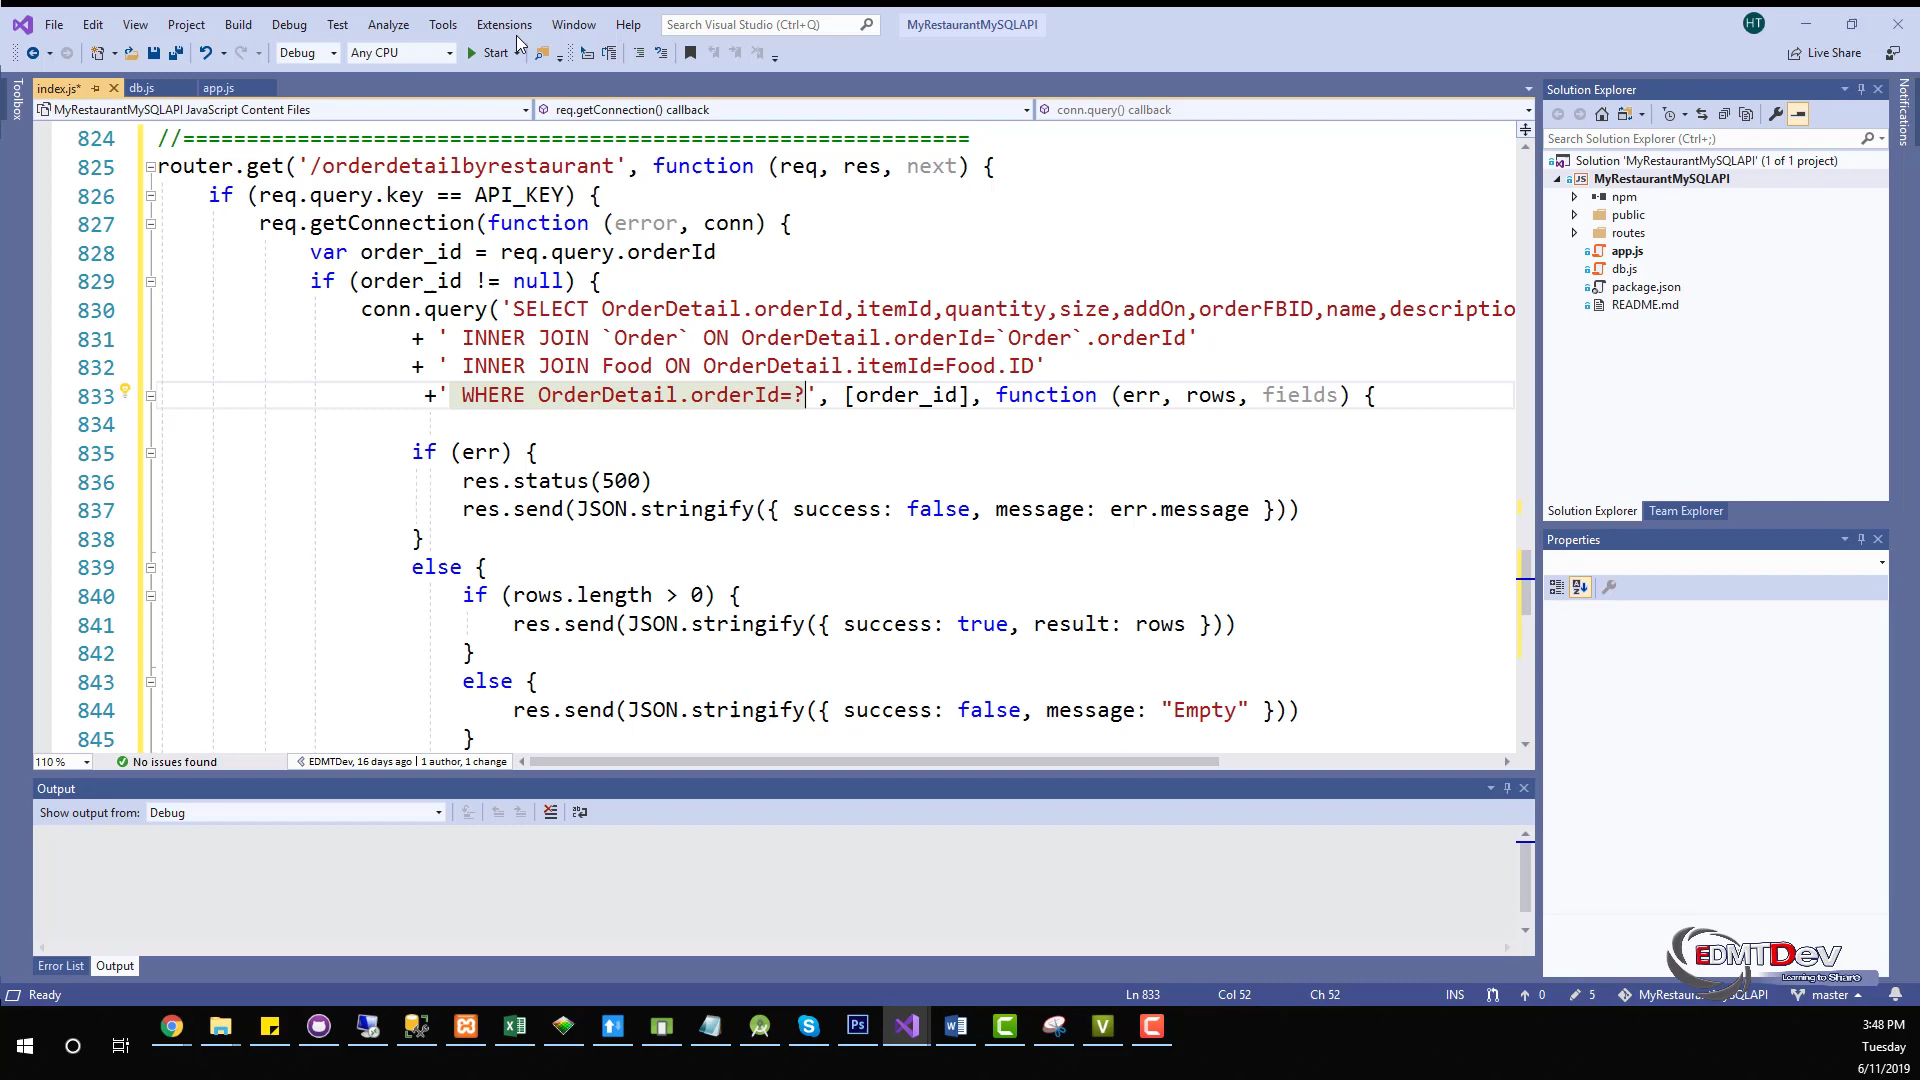 File Edit View Project Build Debug Test Analyze Tools Extensions Window Help Search Visual Studio (Ctrl+Q) MyRestaurantMySQLAPI HT
Debug Any CPU Start Live Share
Toolbox
index.js* db.js app.js
MyRestaurantMySQLAPI JavaScript Content Files req.getConnection() callback conn.query() callback
824 //==============================================================
825 router.get('/orderdetailbyrestaurant', function (req, res, next) {
826 if (req.query.key == API_KEY) {
827 req.getConnection(function (error, conn) {
828 var order_id = req.query.orderId
829 if (order_id != null) {
830 conn.query('SELECT OrderDetail.orderId,itemId,quantity,size,addOn,orderFBID,name,descriptio
831 + ' INNER JOIN `Order` ON OrderDetail.orderId=`Order`.orderId'
832 + ' INNER JOIN Food ON OrderDetail.itemId=Food.ID'
833 +' WHERE OrderDetail.orderId=?', [order_id], function (err, rows, fields) {
834
835 if (err) {
836 res.status(500)
837 res.send(JSON.stringify({ success: false, message: err.message }))
838 }
839 else {
840 if (rows.length > 0) {
841 res.send(JSON.stringify({ success: true, result: rows }))
842 }
843 else {
844 res.send(JSON.stringify({ success: false, message: "Empty" }))
845 }
110 % No issues found EDMTDev, 16 days ago | 1 author, 1 change
Output
Show output from: Debug
Error List Output
Solution Explorer
Search Solution Explorer (Ctrl+;)
Solution 'MyRestaurantMySQLAPI' (1 of 1 project)
JS MyRestaurantMySQLAPI
npm
public
routes
app.js
db.js
package.json
README.md
Solution Explorer Team Explorer
Properties
Notifications
EDMTDev
Learning to Share
Ready Ln 833 Col 52 Ch 52 INS 0 5 MyRestaurantMySQLAPI master
3:48 PM
Tuesday
6/11/2019